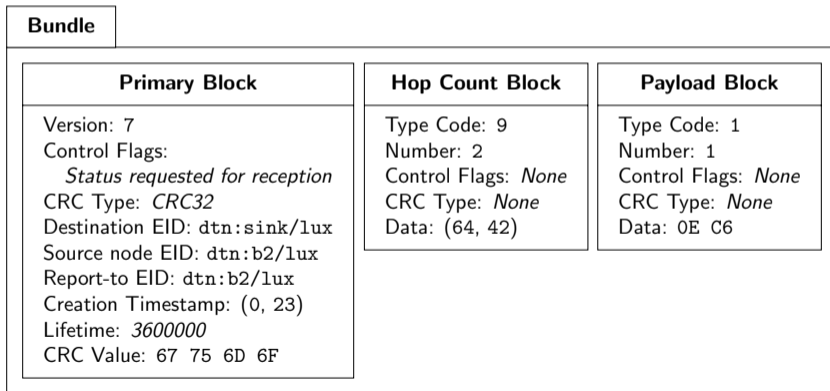 Bundle
Primary Block
Version: 7
Control Flags:
Status requested for reception
CRC Type: CRC32
Destination EID: dtn:sink/lux
Source node EID: dtn:b2/lux
Report-to EID: dtn:b2/lux
Creation Timestamp: (0, 23)
Lifetime: 3600000
CRC Value: 67 75 6D 6F
Hop Count Block
Type Code: 9
Number: 2
Control Flags: None
CRC Type: None
Data: (64, 42)
Payload Block
Type Code: 1
Number: 1
Control Flags: None
CRC Type: None
Data: 0E C6